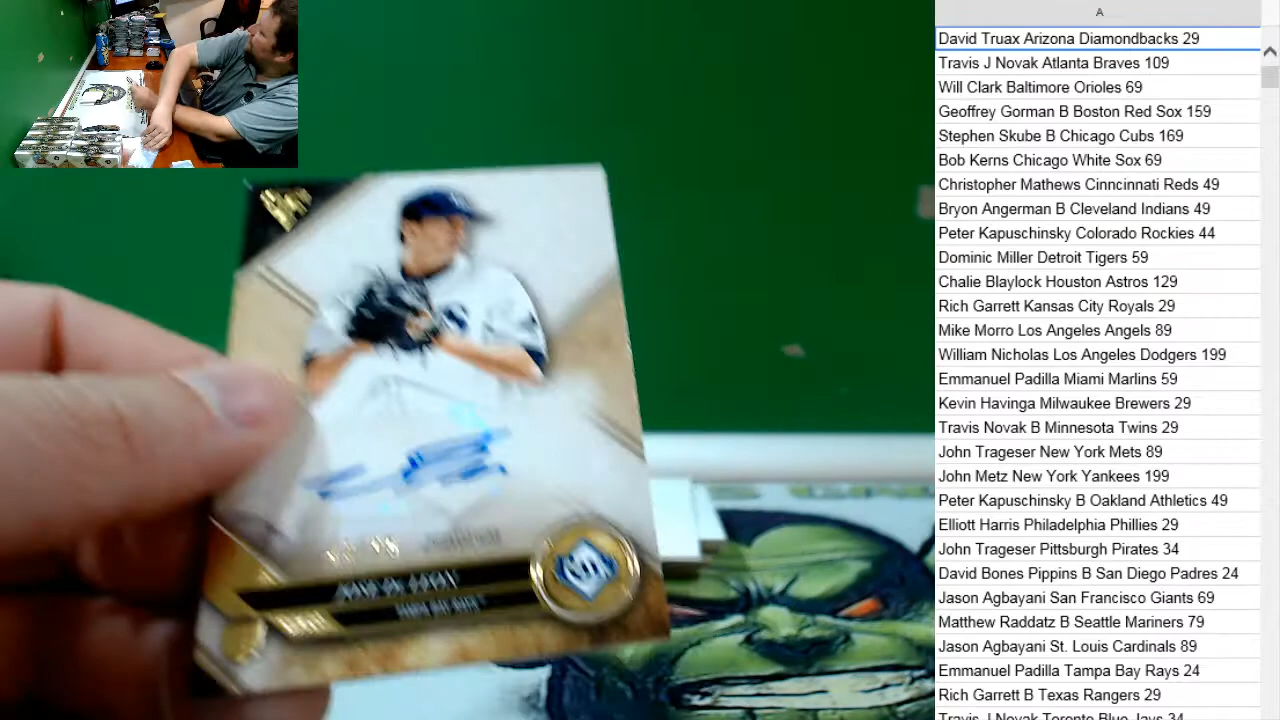 A
David Truax Arizona Diamondbacks 29
Travis J Novak Atlanta Braves 109
Will Clark Baltimore Orioles 69
Geoffrey Gorman B Boston Red Sox 159
Stephen Skube B Chicago Cubs 169
Bob Kerns Chicago White Sox 69
Christopher Mathews Cinncinnati Reds 49
Bryon Angerman B Cleveland Indians 49
Peter Kapuschinsky Colorado Rockies 44
Dominic Miller Detroit Tigers 59
Chalie Blaylock Houston Astros 129
Rich Garrett Kansas City Royals 29
Mike Morro Los Angeles Angels 89
William Nicholas Los Angeles Dodgers 199
Emmanuel Padilla Miami Marlins 59
Kevin Havinga Milwaukee Brewers 29
Travis Novak B Minnesota Twins 29
John Trageser New York Mets 89
John Metz New York Yankees 199
Peter Kapuschinsky B Oakland Athletics 49
Elliott Harris Philadelphia Phillies 29
John Trageser Pittsburgh Pirates 34
David Bones Pippins B San Diego Padres 24
Jason Agbayani San Francisco Giants 69
Matthew Raddatz B Seattle Mariners 79
Jason Agbayani St. Louis Cardinals 89
Emmanuel Padilla Tampa Bay Rays 24
Rich Garrett B Texas Rangers 29
Travis J Novak Toronto Blue Jays 34